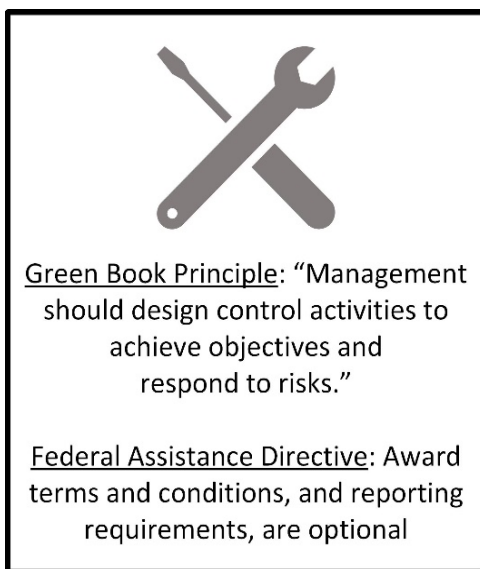 Green Book Principle: “Management
should design control activities to
achieve objectives and
respond to risks.”
Federal Assistance Directive: Award
terms and conditions, and reporting
requirements, are optional